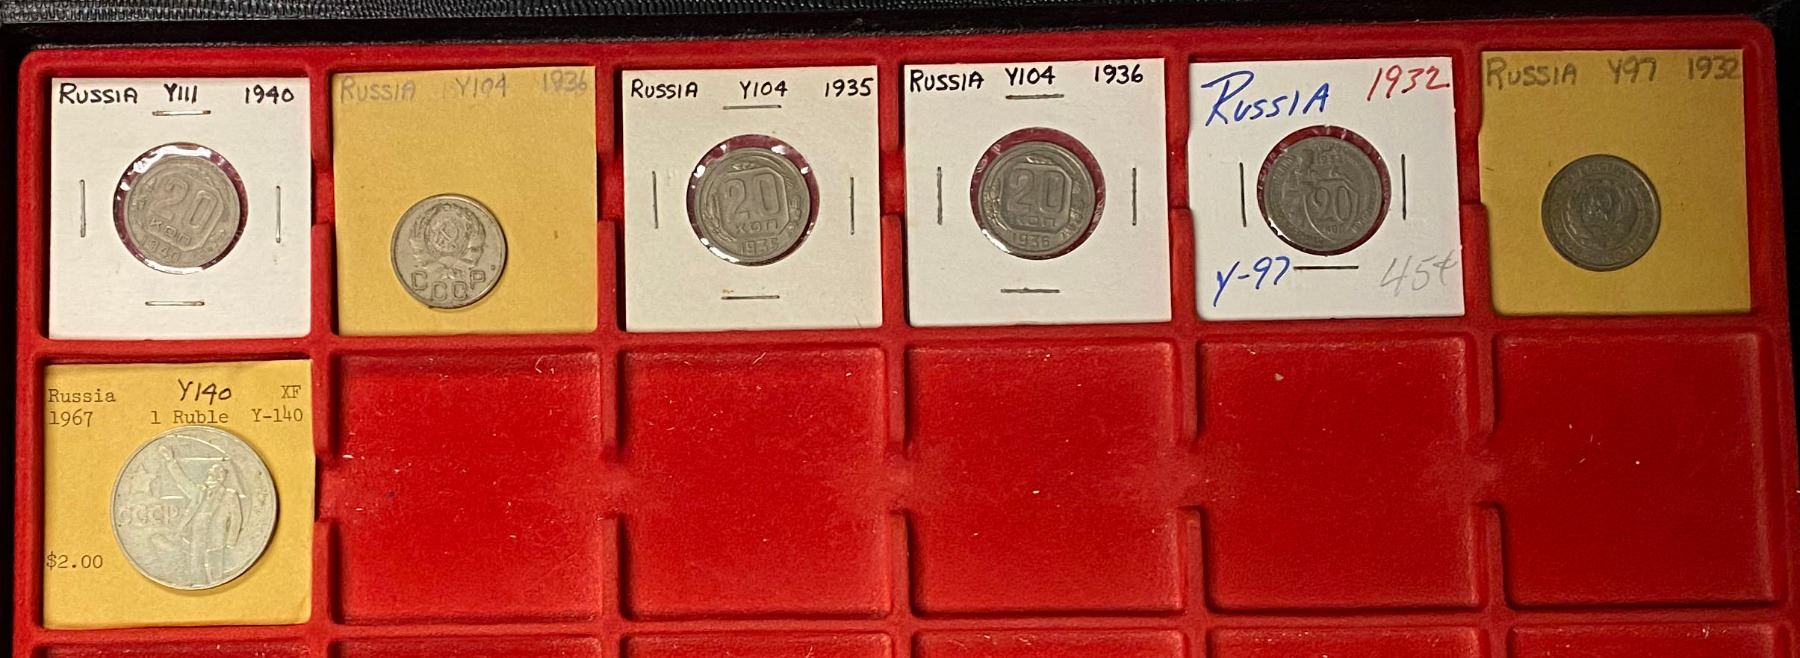 RUSSIA Y111 1940
20
КОП
1940
RUSSIA Y104 1936
СССР
RUSSIA Y104 1935
20
КОП
1935
RUSSIA Y104 1936
20
КОП
1936
RUSSIA 1932
1932
20
Y-97 45¢
RUSSIA Y97 1932
Russia Y140 XF
1967 1 Ruble Y-140
СССР
$2.00